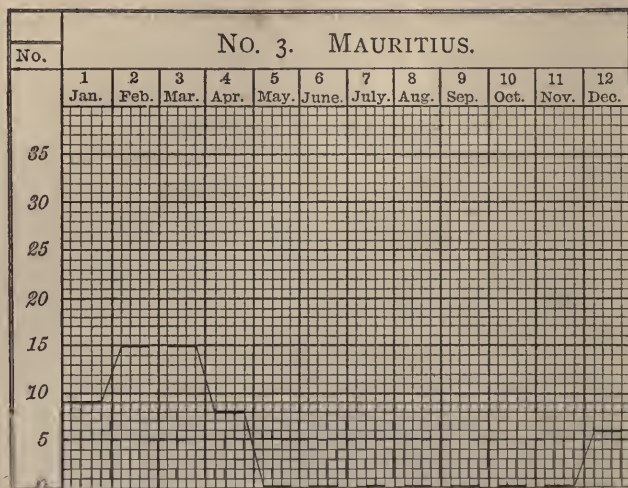 No. 3. MAURITIUS.
No.
1 2 3 4 5 6 7 8 9 10 11 12
Jan. Feb. Mar. Apr. May. June. July. Aug. Sep. Oct. Nov. Dec.
35
30
25
20
15
10
5
0